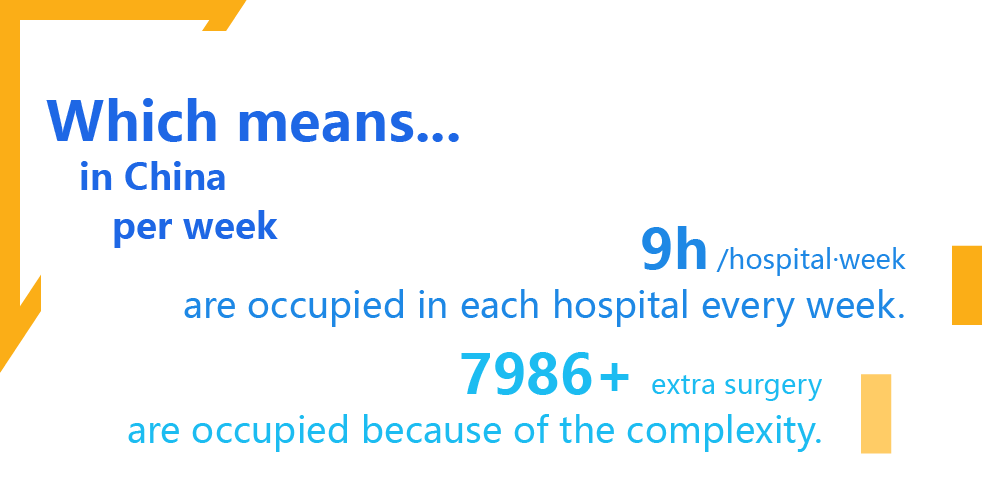 Which means...
in China
per week
9h /hospital·week
are occupied in each hospital every week.
7986+ extra surgery
are occupied because of the complexity.